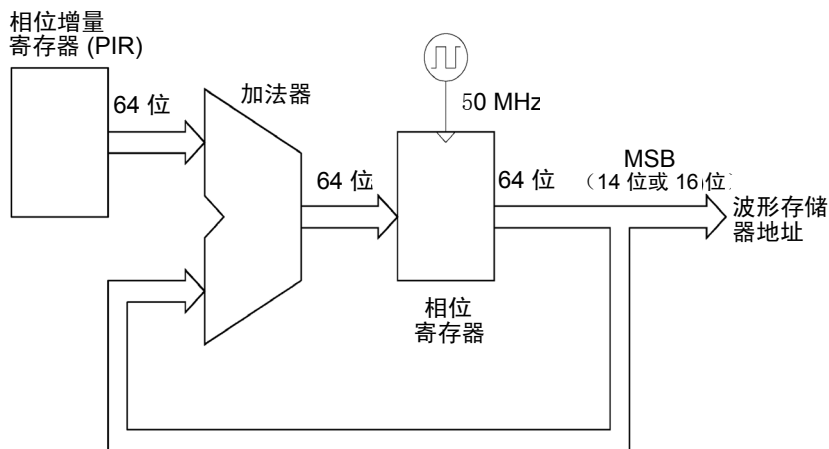 相位增量
寄存器 (PIR)
64 位
加法器
64 位
50 MHz
64 位
MSB
（14 位或 16 位）
波形存储
器地址
相位
寄存器